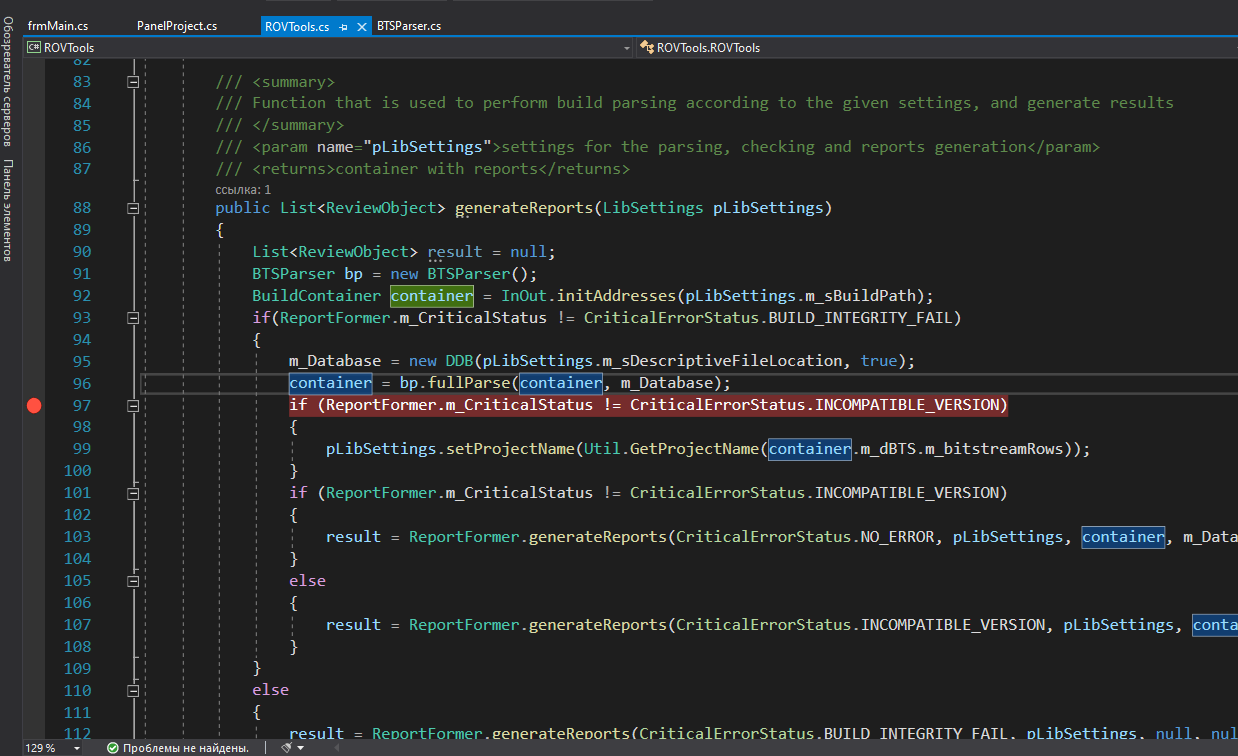 frmMain.cs PanelProject.cs ROVTools.cs BTSParser.cs
Обозреватель серверов
Панель элементов
C# ROVTools ROVTools.ROVTools
82
83 /// <summary>
84 /// Function that is used to perform build parsing according to the given settings, and generate results
85 /// </summary>
86 /// <param name="pLibSettings">settings for the parsing, checking and reports generation</param>
87 /// <returns>container with reports</returns>
ссылка: 1
88 public List<ReviewObject> generateReports(LibSettings pLibSettings)
89 {
90 List<ReviewObject> result = null;
91 BTSParser bp = new BTSParser();
92 BuildContainer container = InOut.initAddresses(pLibSettings.m_sBuildPath);
93 if(ReportFormer.m_CriticalStatus != CriticalErrorStatus.BUILD_INTEGRITY_FAIL)
94 {
95 m_Database = new DDB(pLibSettings.m_sDescriptiveFileLocation, true);
96 container = bp.fullParse(container, m_Database);
97 if (ReportFormer.m_CriticalStatus != CriticalErrorStatus.INCOMPATIBLE_VERSION)
98 {
99 pLibSettings.setProjectName(Util.GetProjectName(container.m_dBTS.m_bitstreamRows));
100 }
101 if (ReportFormer.m_CriticalStatus != CriticalErrorStatus.INCOMPATIBLE_VERSION)
102 {
103 result = ReportFormer.generateReports(CriticalErrorStatus.NO_ERROR, pLibSettings, container, m_Data
104 }
105 else
106 {
107 result = ReportFormer.generateReports(CriticalErrorStatus.INCOMPATIBLE_VERSION, pLibSettings, conta
108 }
109 }
110 else
111 {
112 result = ReportFormer.generateReports(CriticalErrorStatus.BUILD_INTEGRITY_FAIL, pLibSettings, null, nul
129 % Проблемы не найдены.